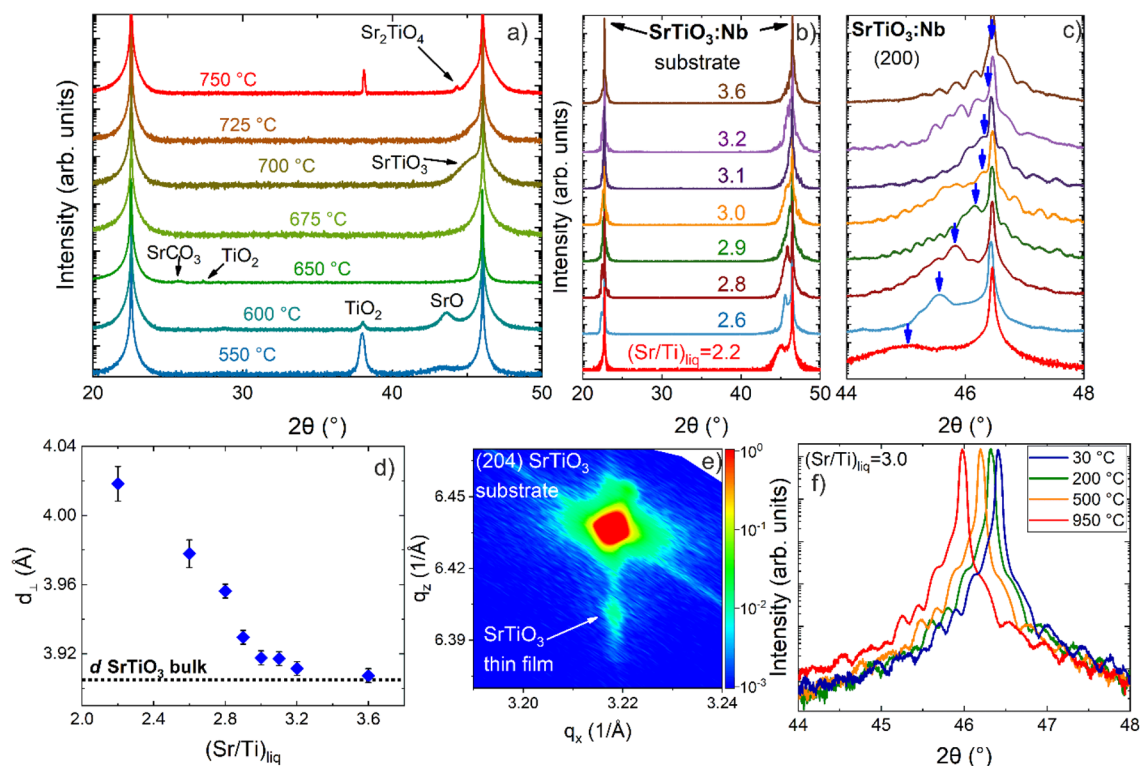 a)
Intensity (arb. units)
Sr₂TiO₄
750 °C
725 °C
700 °C
SrTiO₃
675 °C
SrCO₃
TiO₂
650 °C
TiO₂
SrO
600 °C
550 °C
20 30 40 50
2θ (°)
b)
Intensity (arb. units)
SrTiO₃:Nb
substrate
3.6
3.2
3.1
3.0
2.9
2.8
2.6
(Sr/Ti)liq=2.2
20 30 40 50
2θ (°)
c)
SrTiO₃:Nb
(200)
44 46 48
2θ (°)
d)
d⊥ (Å)
4.04
4.00
3.96
3.92
d SrTiO₃ bulk
2.0 2.4 2.8 3.2 3.6
(Sr/Ti)liq
e)
(204) SrTiO₃
substrate
qz (1/Å)
6.45
6.42
6.39
SrTiO₃
thin film
3.20 3.22 3.24
qx (1/Å)
10⁰
10⁻¹
10⁻²
10⁻³
f)
Intensity (arb. units)
(Sr/Ti)liq=3.0
30 °C
200 °C
500 °C
950 °C
44 45 46 47 48
2θ (°)